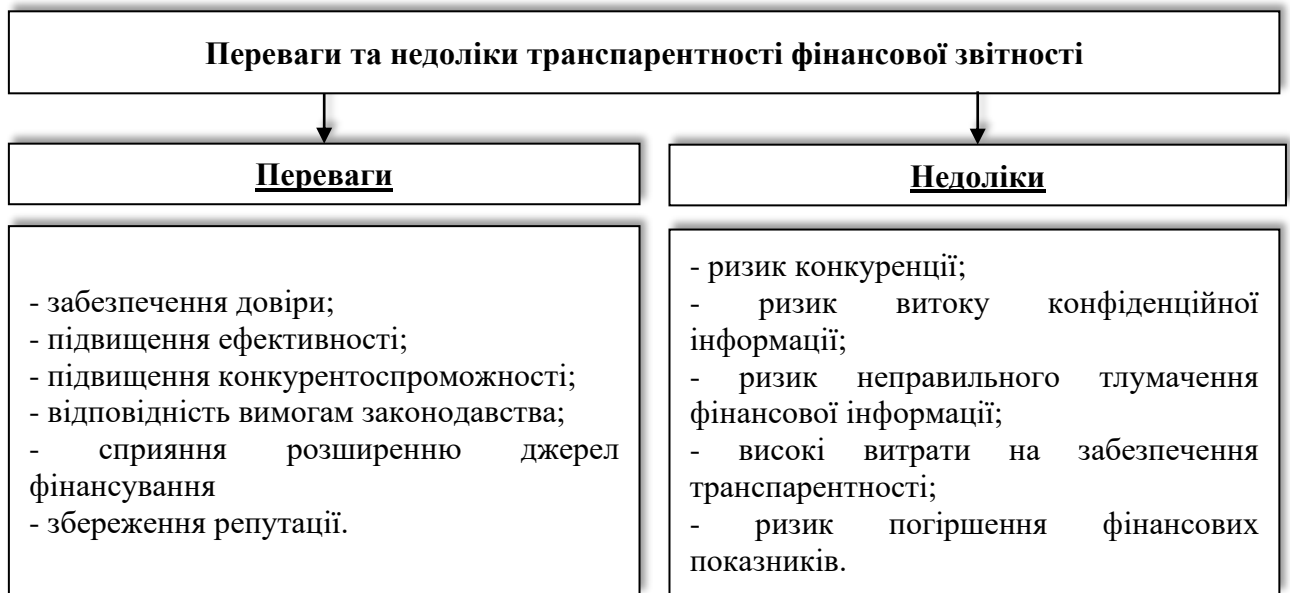 Переваги та недоліки транспарентності фінансової звітності
Переваги
- забезпечення довіри;
- підвищення ефективності;
- підвищення конкурентоспроможності;
- відповідність вимогам законодавства;
- сприяння розширенню джерел
фінансування
- збереження репутації.
Недоліки
- ризик конкуренції;
- ризик витоку конфіденційної
інформації;
- ризик неправильного тлумачення
фінансової інформації;
- високі витрати на забезпечення
транспарентності;
- ризик погіршення фінансових
показників.